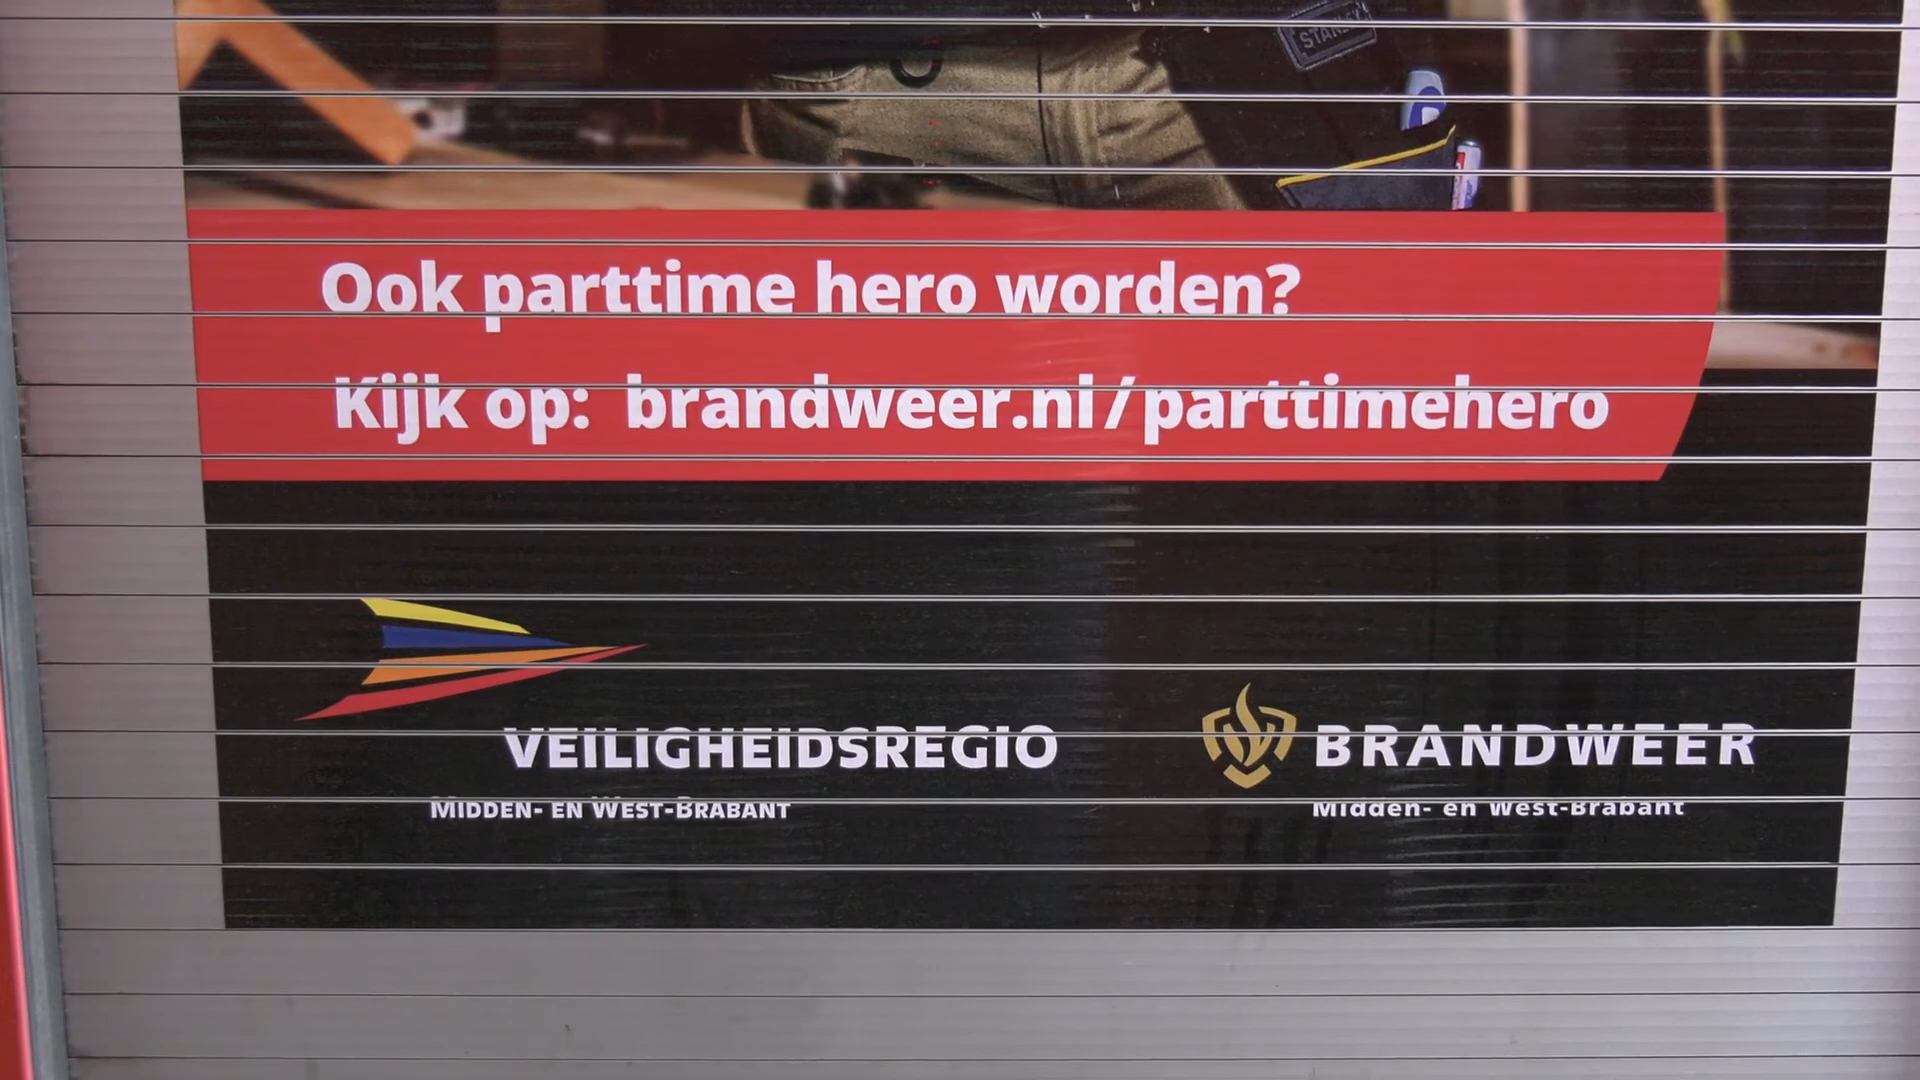 STANLEY
Ook parttime hero worden?
Kijk op: brandweer.nl/parttimehero
VEILIGHEIDSREGIO
MIDDEN- EN WEST-BRABANT
BRANDWEER
Midden- en West-Brabant